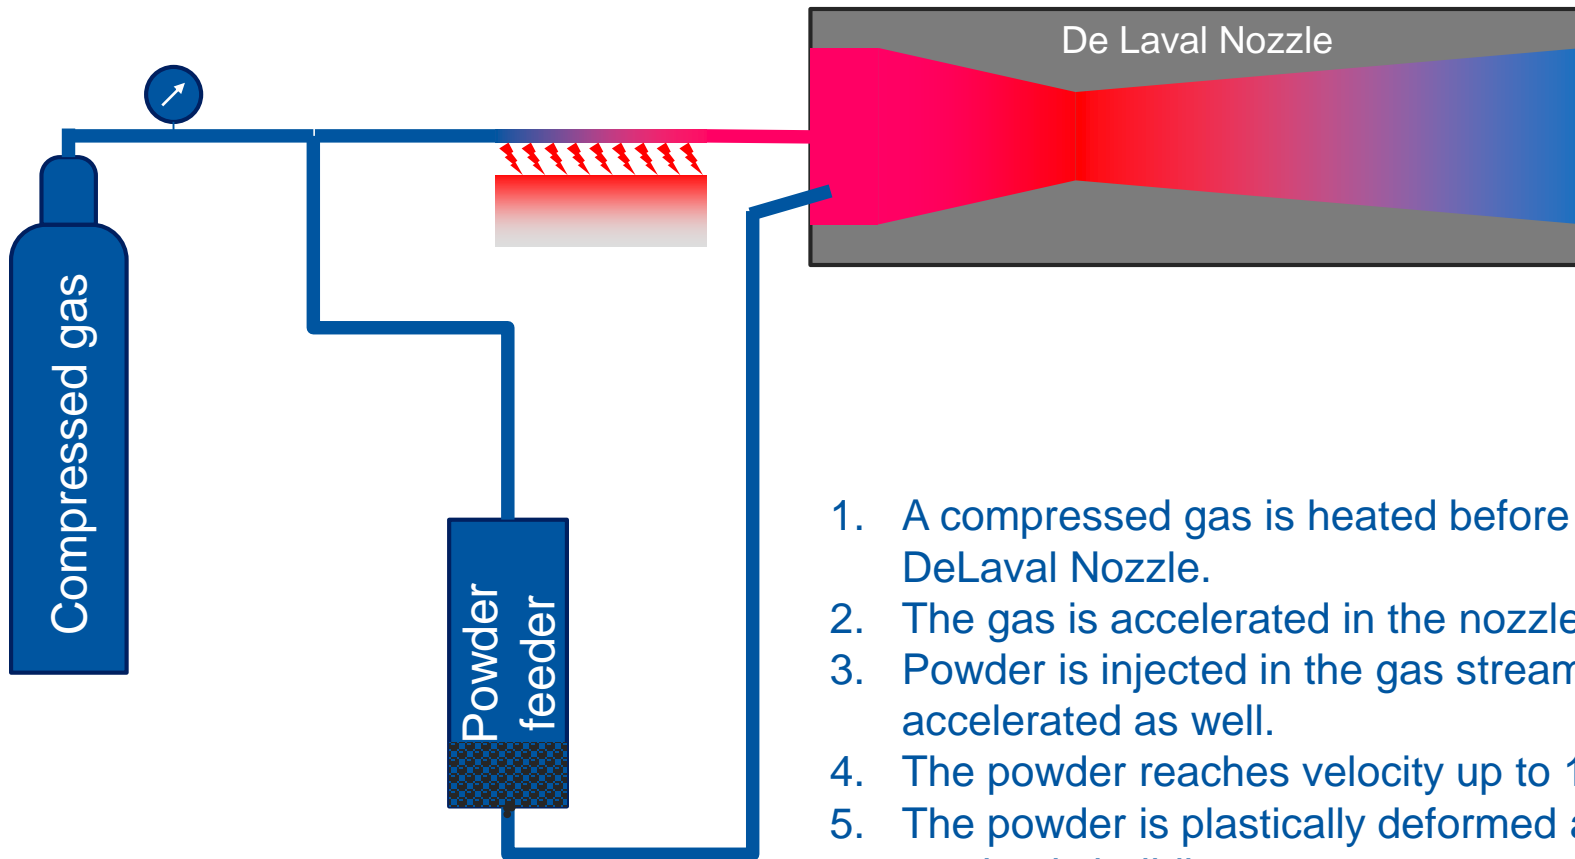 De Laval Nozzle
Compressed gas
Powder
feeder
1. A compressed gas is heated before
DeLaval Nozzle.
2. The gas is accelerated in the nozzle
3. Powder is injected in the gas stream
accelerated as well.
4. The powder reaches velocity up to 1
5. The powder is plastically deformed a